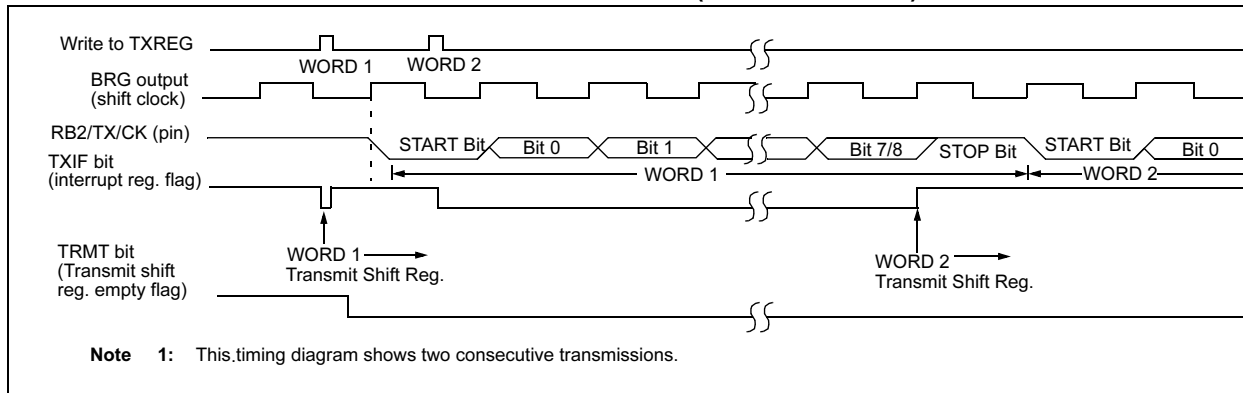 Write to TXREG
WORD 1 WORD 2
BRG output
(shift clock)
RB2/TX/CK (pin)
START Bit Bit 0 Bit 1 Bit 7/8 STOP Bit START Bit Bit 0
TXIF bit
(interrupt reg. flag)
WORD 1 WORD 2
TRMT bit
(Transmit shift
reg. empty flag)
WORD 1
Transmit Shift Reg.
WORD 2
Transmit Shift Reg.
Note 1: This.timing diagram shows two consecutive transmissions.